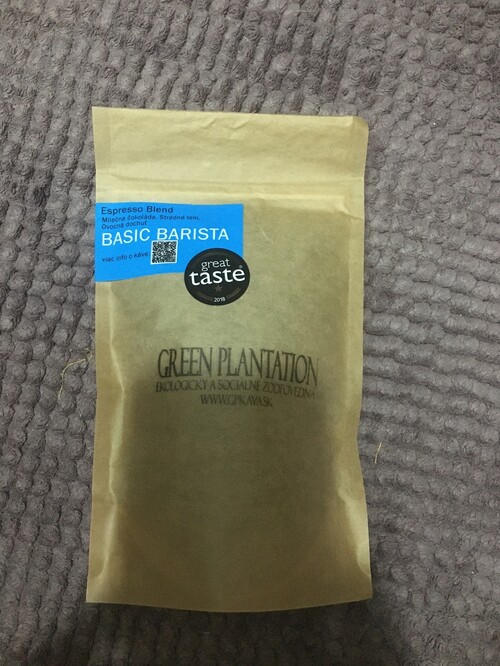 Espresso Blend
Mliečna čokoláda, Stredné telo,
Ovocná dochuť
BASIC BARISTA
viac info o káve
great
taste
2018
GREEN PLANTATION
EKOLOGICKY A SOCIÁLNE ZODPOVEDNÁ
WWW.GPKAVA.SK